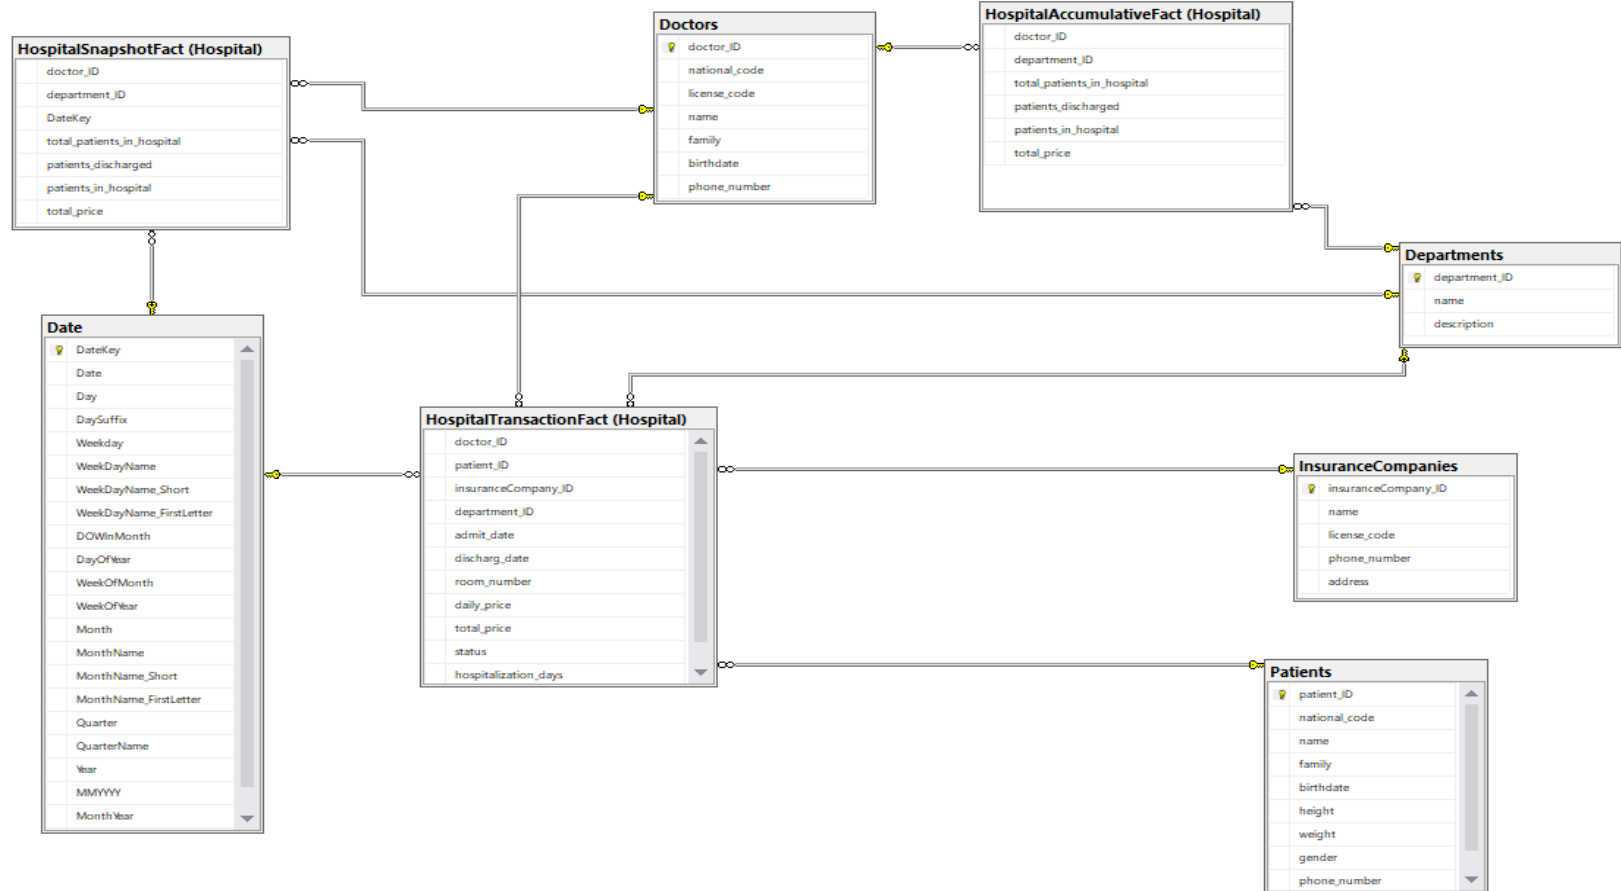 HospitalSnapshotFact (Hospital)
doctor_ID
department_ID
DateKey
total_patients_in_hospital
patients_discharged
patients_in_hospital
total_price
Doctors
doctor_ID
national_code
license_code
name
family
birthdate
phone_number
HospitalAccumulativeFact (Hospital)
doctor_ID
department_ID
total_patients_in_hospital
patients_discharged
patients_in_hospital
total_price
Departments
department_ID
name
description
Date
DateKey
Date
Day
DaySuffix
Weekday
WeekDayName
WeekDayName_Short
WeekDayName_FirstLetter
DOWInMonth
DayOfYear
WeekOfMonth
WeekOfYear
Month
MonthName
MonthName_Short
MonthName_FirstLetter
Quarter
QuarterName
Year
MMYYYY
MonthYear
HospitalTransactionFact (Hospital)
doctor_ID
patient_ID
insuranceCompany_ID
department_ID
admit_date
discharg_date
room_number
daily_price
total_price
status
hospitalization_days
InsuranceCompanies
insuranceCompany_ID
name
license_code
phone_number
address
Patients
patient_ID
national_code
name
family
birthdate
height
weight
gender
phone_number